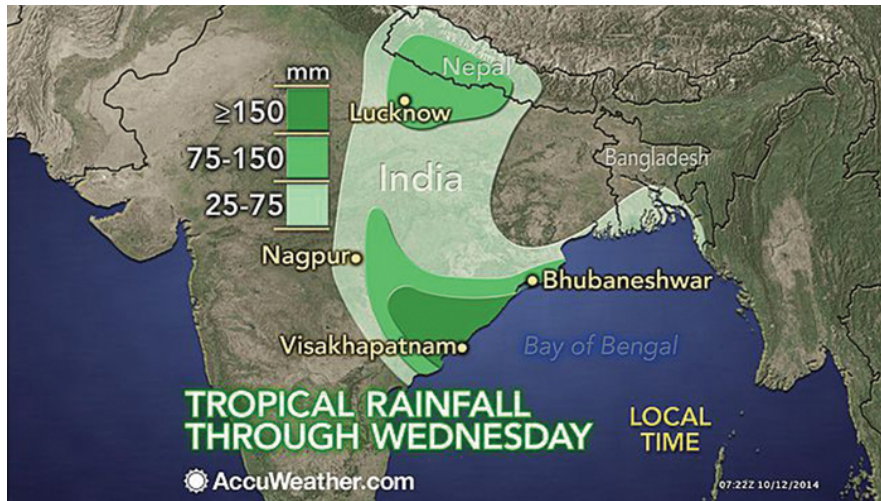 mm
≥150
75-150
25-75
Nepal
Lucknow
India
Bangladesh
Nagpur
Bhubaneshwar
Visakhapatnam
Bay of Bengal
TROPICAL RAINFALL
THROUGH WEDNESDAY
LOCAL
TIME
AccuWeather.com
07:22Z 10/12/2014